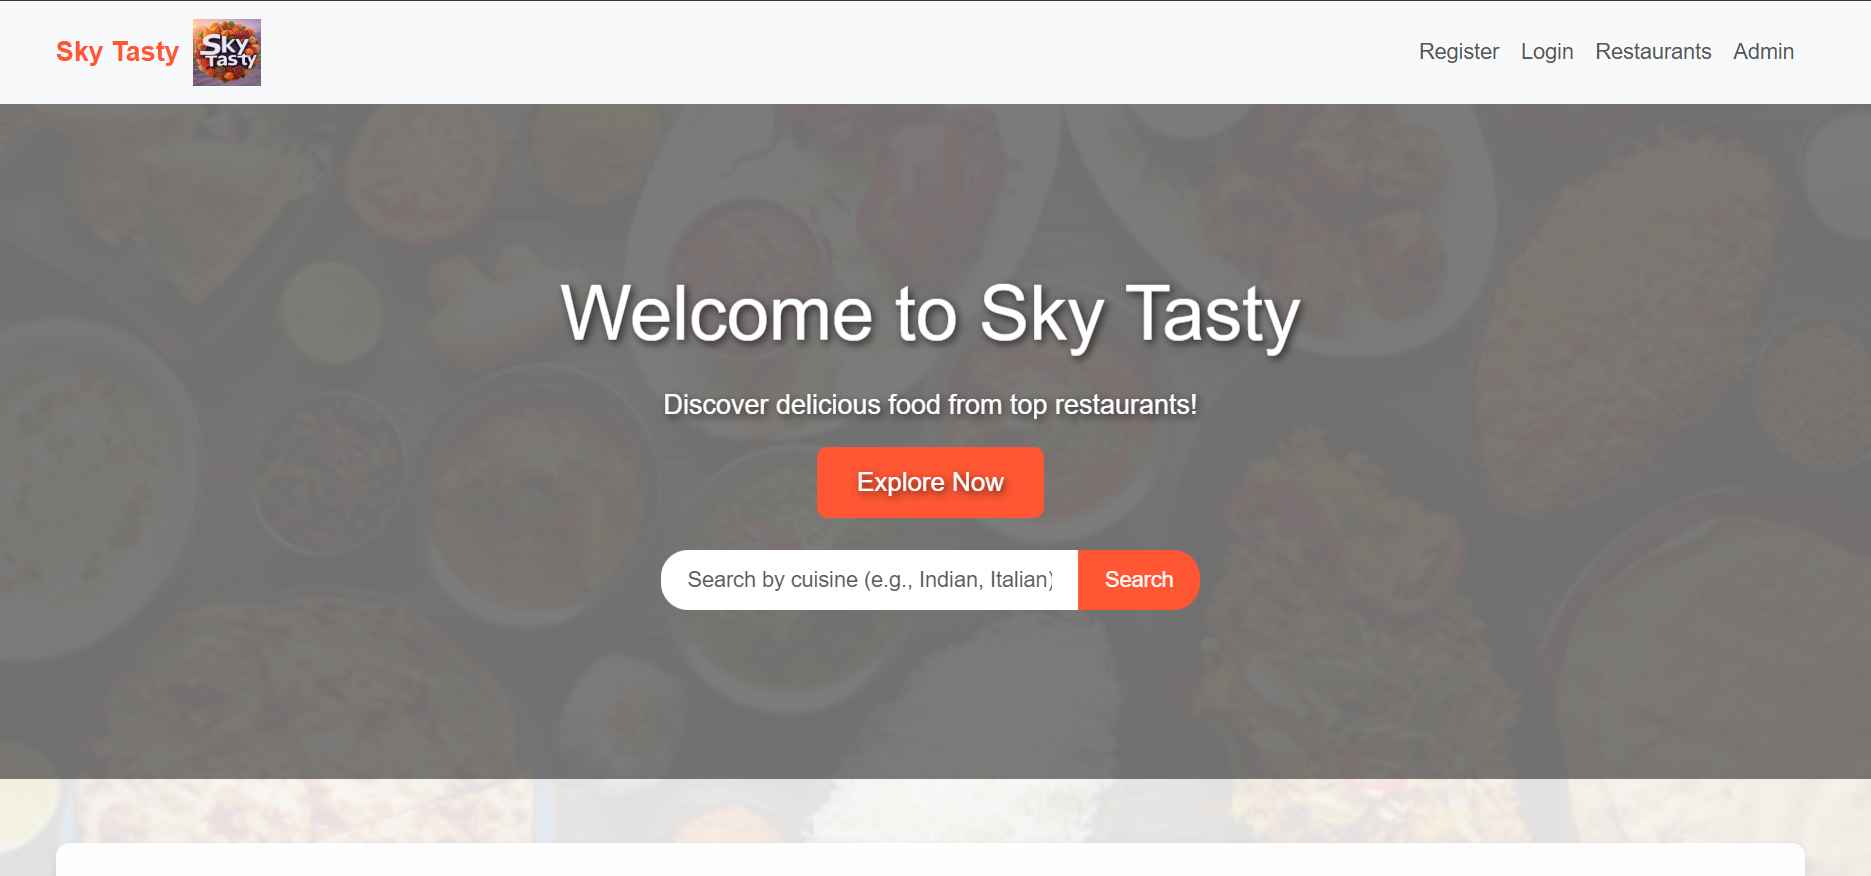 Sky Tasty
Sky
Tasty
Register Login Restaurants Admin
Welcome to Sky Tasty
Discover delicious food from top restaurants!
Explore Now
Search by cuisine (e.g., Indian, Italian)
Search